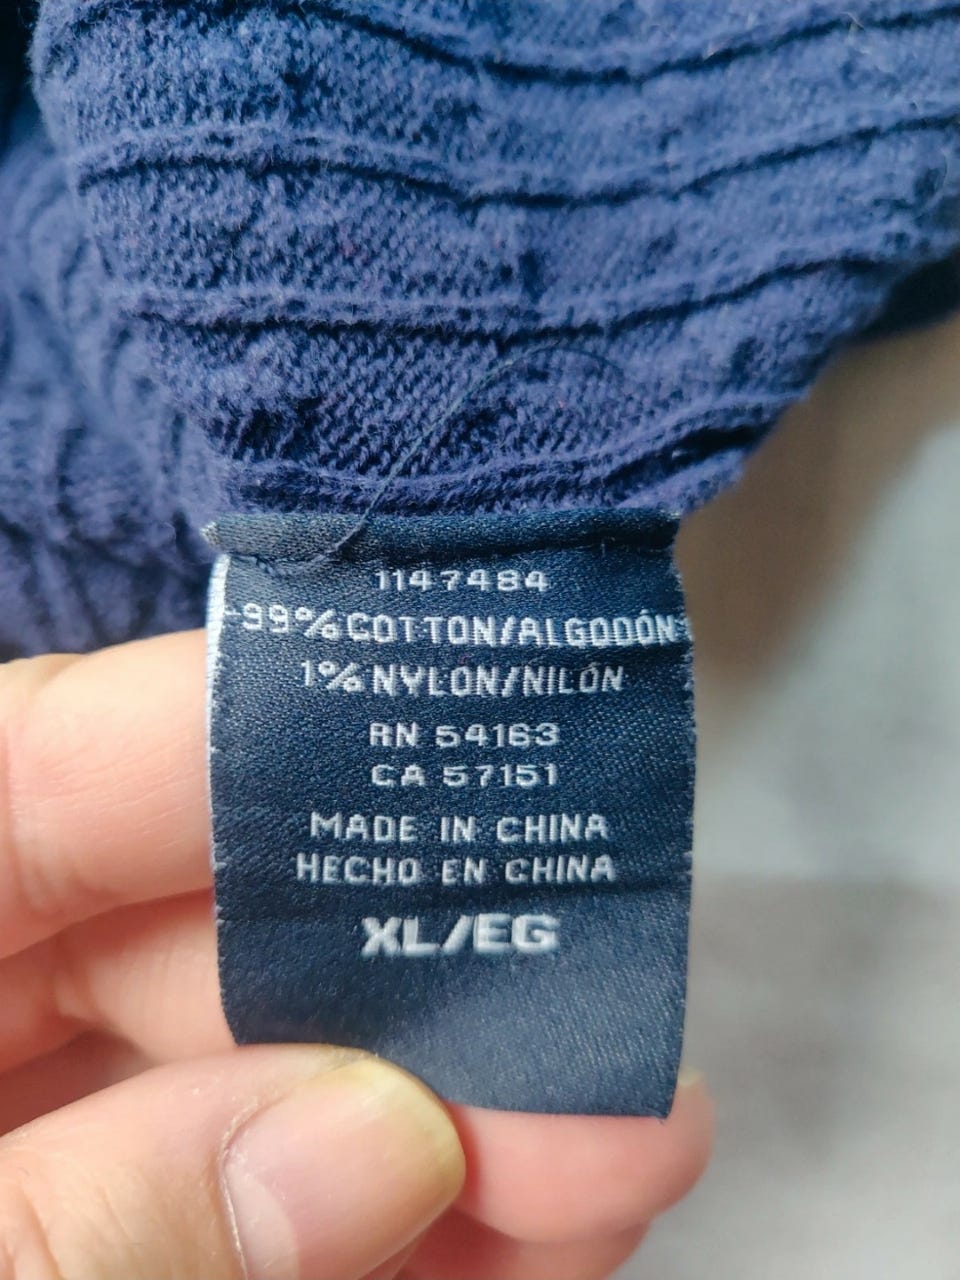 1147484
99% COTTON/ALGODÓN
1% NYLON/NILÓN
RN 54163
CA 57151
MADE IN CHINA
HECHO EN CHINA
XL/EG